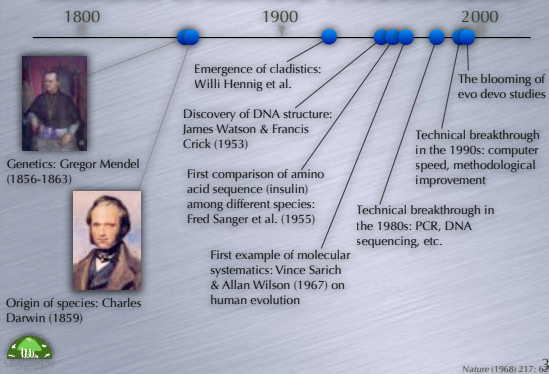 1800
1900
2000
Emergence of cladistics:
Willi Hennig et al.
The blooming of
evo devo studies
Discovery of DNA structure:
James Watson & Francis
Crick (1953)
Technical breakthrough
in the 1990s: computer
speed, methodological
improvement
Genetics: Gregor Mendel
(1856-1863)
First comparison of amino
acid sequence (insulin)
among different species:
Fred Sanger et al. (1955)
Technical breakthrough in
the 1980s: PCR, DNA
sequencing, etc.
First example of molecular
systematics: Vince Sarich
& Allan Wilson (1967) on
human evolution
Origin of species: Charles
Darwin (1859)
3
Nature (1968) 217: 62